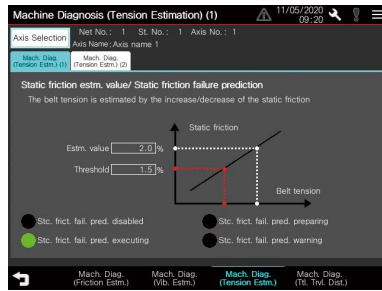 Machine Diagnosis (Tension Estimation) (1)
11/05/2020
09:20
Axis Selection
Net No.: 1 St. No.: 1 Axis No.: 1
Axis Name: Axis name 1
Mach. Diag.
(Tension Estm.) (1)
Mach. Diag.
(Tension Estm.) (2)
Static friction estm. value/ Static friction failure prediction
The belt tension is estimated by the increase/decrease of the static friction
Static friction
Estm. value 2.0 %
Threshold 1.5 %
Belt tension
Stc. frict. fail. pred. disabled
Stc. frict. fail. pred. preparing
Stc. frict. fail. pred. executing
Stc. frict. fail. pred. warning
Mach. Diag.
(Friction Estm.)
Mach. Diag.
(Vib. Estm.)
Mach. Diag.
(Tension Estm.)
Mach. Diag.
(Ttl. Trvl. Dist.)